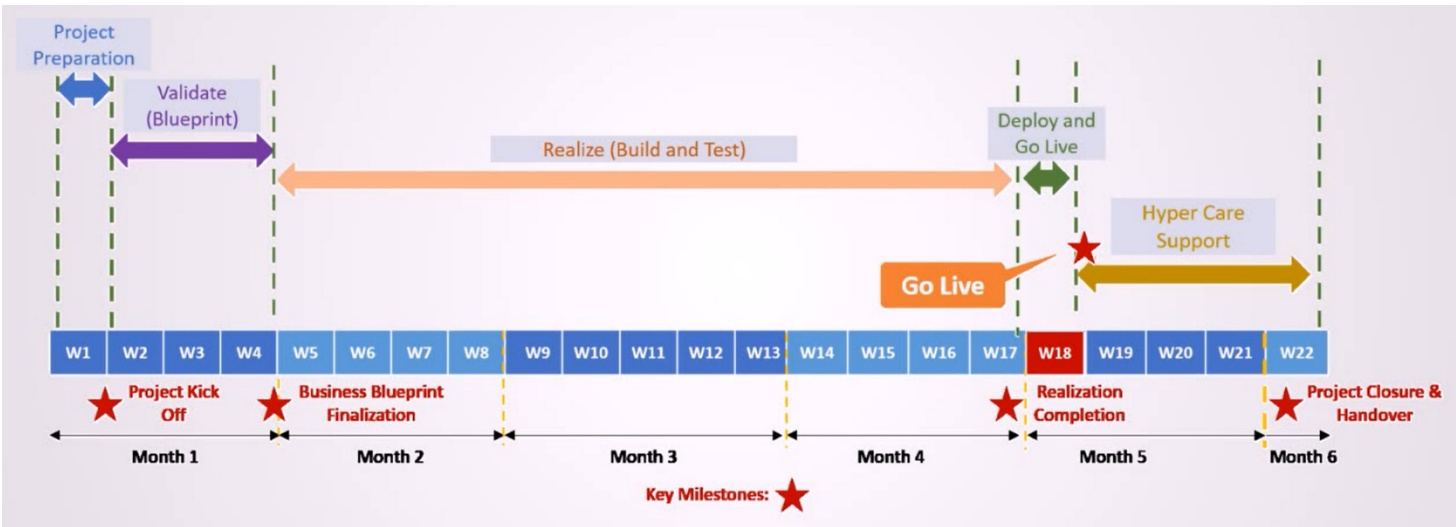 Project
Preparation
Validate
(Blueprint)
Realize (Build and Test)
Deploy and
Go Live
Hyper Care
Support
Go Live
W1 W2 W3 W4 W5 W6 W7 W8 W9 W10 W11 W12 W13 W14 W15 W16 W17 W18 W19 W20 W21 W22
Project Kick
Off
Business Blueprint
Finalization
Realization
Completion
Project Closure &
Handover
Month 1 Month 2 Month 3 Month 4 Month 5 Month 6
Key Milestones: